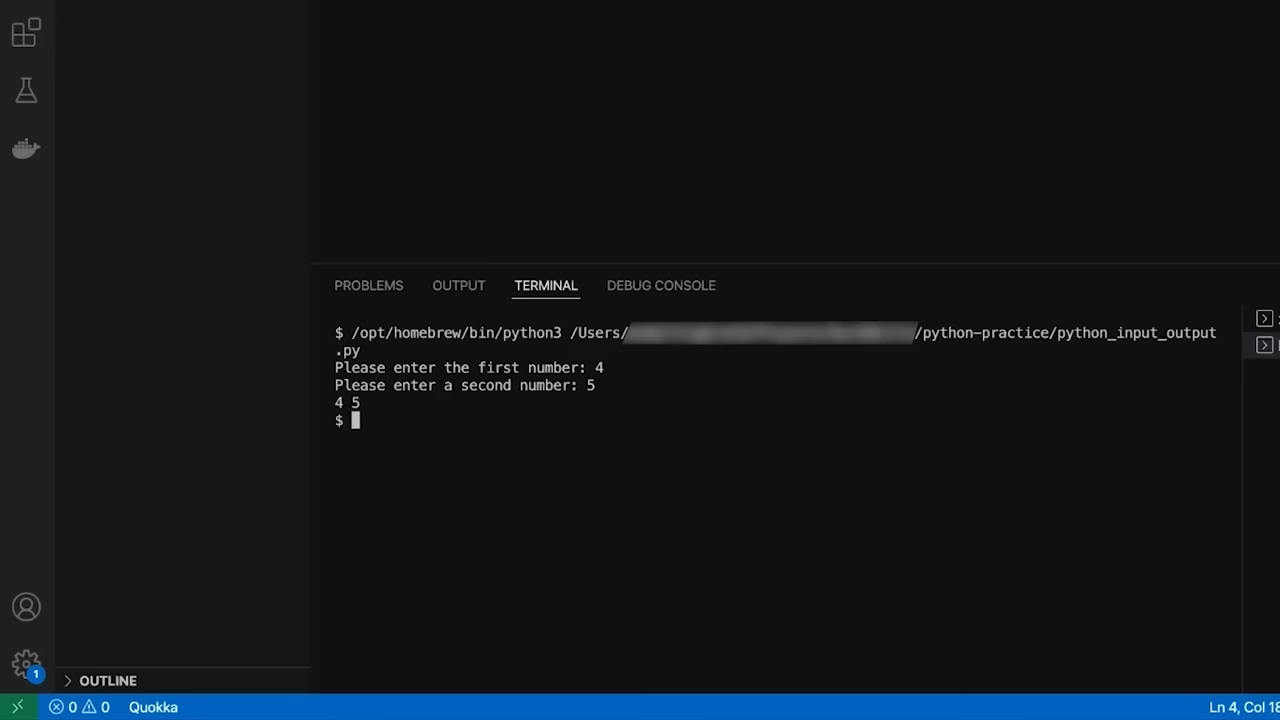 PROBLEMS OUTPUT TERMINAL DEBUG CONSOLE
$ /opt/homebrew/bin/python3 /Users/ /python-practice/python_input_output
.py
Please enter the first number: 4
Please enter a second number: 5
4 5
$
1
OUTLINE
0 0 Quokka Ln 4, Col 18